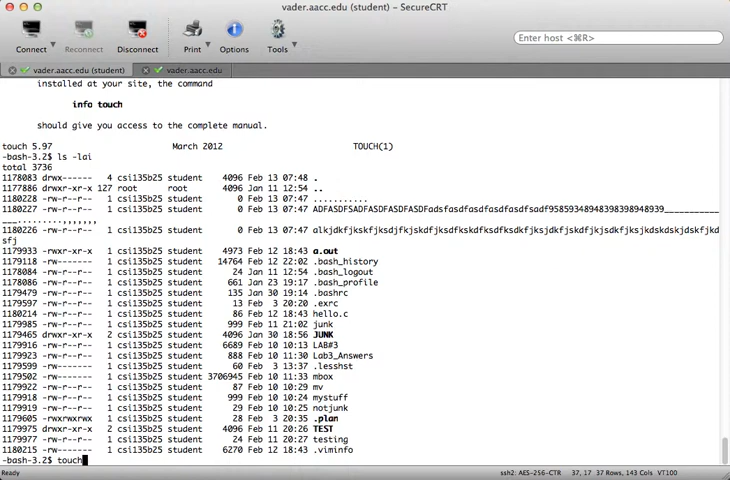 vader.aacc.edu (student) – SecureCRT
Connect Reconnect Disconnect Print Options Tools
Enter host <⌘R>
vader.aacc.edu (student) vader.aacc.edu
installed at your site, the command
info touch
should give you access to the complete manual.
touch 5.97 March 2012 TOUCH(1)
-bash-3.2$ ls -lai
total 3736
1178083 drwx------ 4 csi135b25 student 4096 Feb 13 07:48 .
1177886 drwxr-xr-x 127 root root 4096 Jan 11 12:54 ..
1180228 -rw-r--r-- 1 csi135b25 student 0 Feb 13 07:47 ...........
1180227 -rw-r--r-- 1 csi135b25 student 0 Feb 13 07:47
1180226 -rw-r--r-- 1 csi135b25 student 0 Feb 13 07:47
sfj
1179933 -rwxr-xr-x 1 csi135b25 student 4973 Feb 12 18:43 a.out
1179118 -rw------- 1 csi135b25 student 14764 Feb 12 22:02 .bash_history
1178084 -rw-r--r-- 1 csi135b25 student 24 Jan 11 12:54 .bash_logout
1178086 -rw-r--r-- 1 csi135b25 student 661 Jan 23 19:17 .bash_profile
1179479 -rw-r--r-- 1 csi135b25 student 135 Jan 30 19:14 .bashrc
1179597 -rw-r--r-- 1 csi135b25 student 13 Feb 3 20:20 .exrc
1180214 -rw-r--r-- 1 csi135b25 student 86 Feb 12 18:43 hello.c
1179985 -rw-r--r-- 1 csi135b25 student 999 Feb 11 21:02 junk
1179465 drwxr-xr-x 2 csi135b25 student 4096 Jan 30 18:56 JUNK
1179916 -rw-r--r-- 1 csi135b25 student 6689 Feb 10 10:13 LAB#3
1179923 -rw-r--r-- 1 csi135b25 student 888 Feb 10 11:30 Lab3_Answers
1179599 -rw------- 1 csi135b25 student 60 Feb 3 13:37 .lesshst
1179502 -rw------- 1 csi135b25 student 3706945 Feb 10 11:33 mbox
1179922 -rw-r--r-- 1 csi135b25 student 87 Feb 10 10:29 mv
1179918 -rw-r--r-- 1 csi135b25 student 999 Feb 10 10:24 mystuff
1179919 -rw-r--r-- 1 csi135b25 student 29 Feb 10 10:25 notjunk
1179605 -rwxrwxrwx 1 csi135b25 student 28 Feb 3 20:35 .plan
1179975 drwxr-xr-x 2 csi135b25 student 4096 Feb 11 20:26 TEST
1179977 -rw-r--r-- 1 csi135b25 student 24 Feb 11 20:27 testing
1180215 -rw------- 1 csi135b25 student 6270 Feb 12 18:43 .viminfo
-bash-3.2$ touch
Ready ssh2: AES-256-CTR 37, 17 37 Rows, 143 Cols VT100